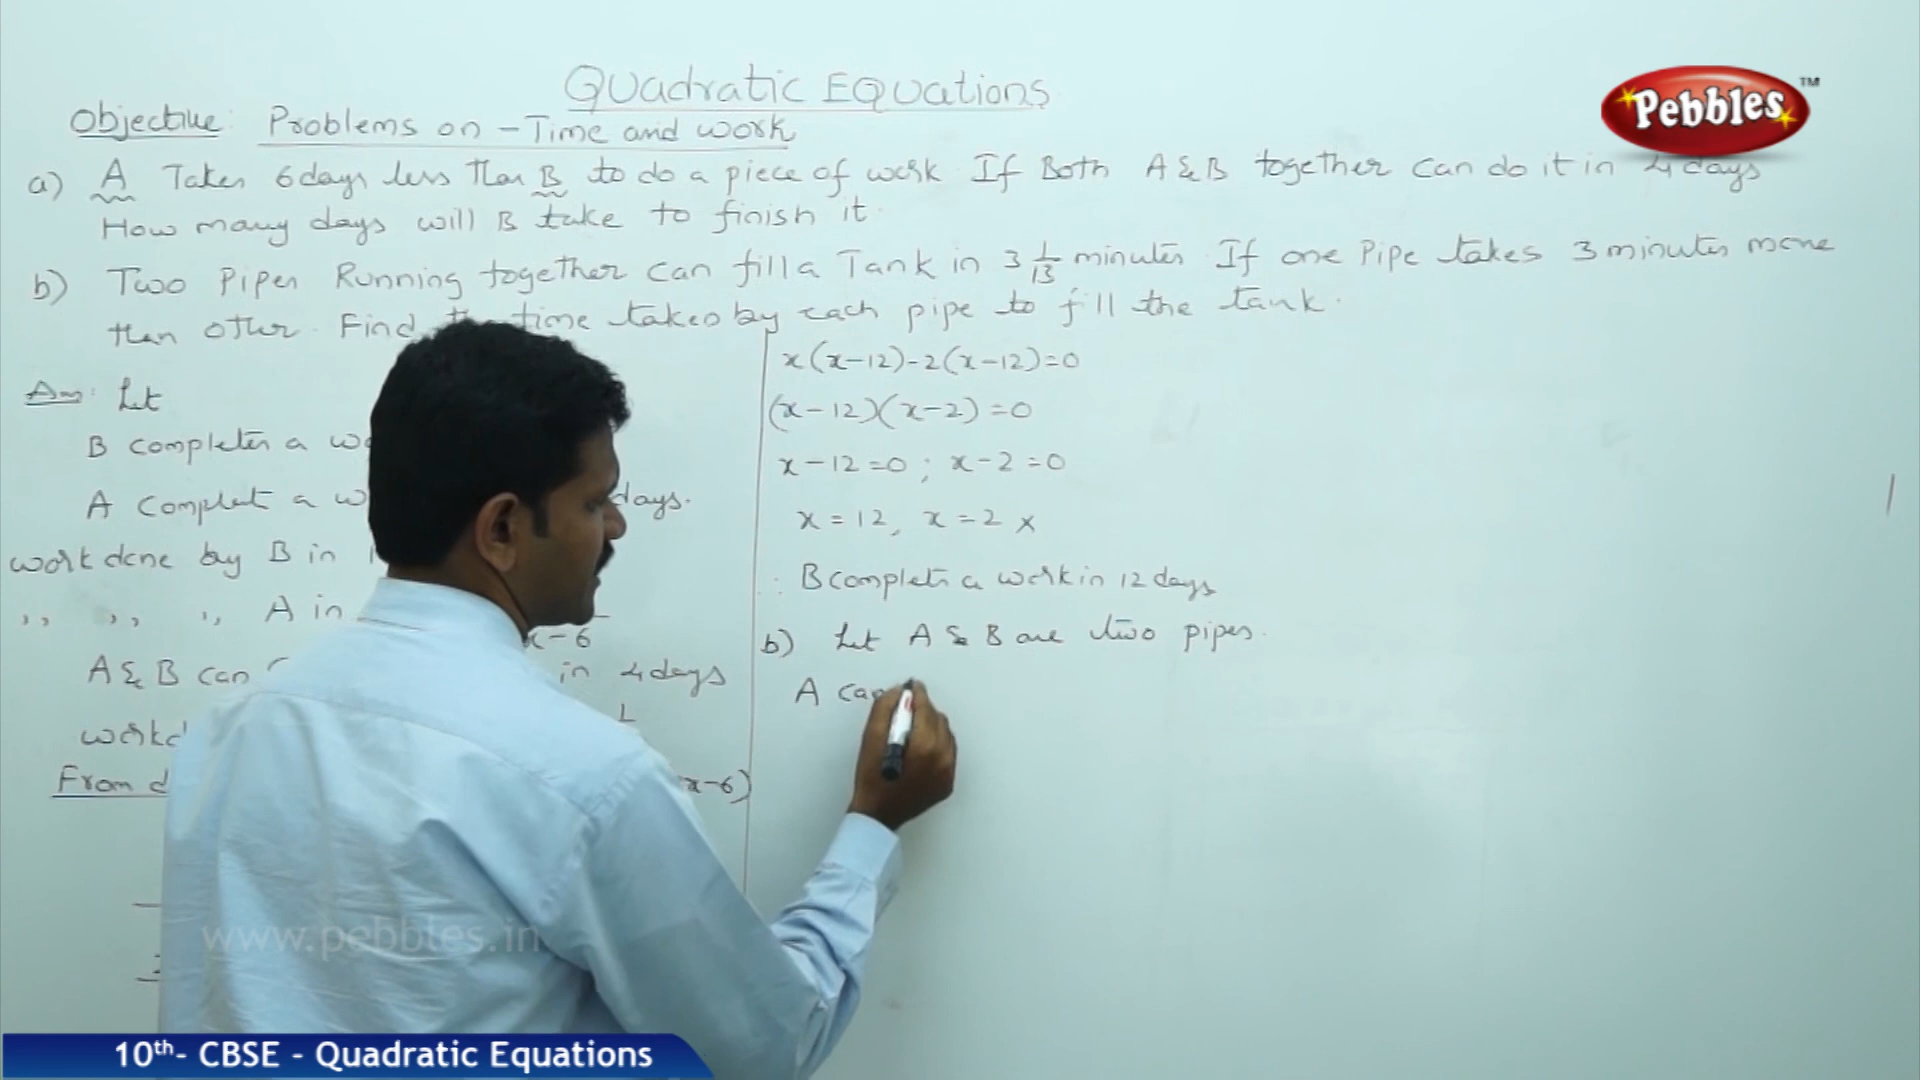 QUadratic EQUations
Pebbles™
Objective: Problems on - Time and work
a) A Takes 6 days less than B to do a piece of work If Both A & B together can do it in 4 days
How many days will B take to finish it.
b) Two Pipes Running together can fill a Tank in 3 1/13 minutes. If one Pipe takes 3 minutes more
than other. Find the time taken by each pipe to fill the tank.
Ans: Let
B completes a
A Complet a days.
work done by B in
,, ,, ,, A in x-6
A & B can in 4 days
From x-6)
x(x-12)-2(x-12)=0
(x-12)(x-2)=0
x-12=0; x-2=0
x=12, x=2 ×
∴ B completes a work in 12 days
b) Let A & B are two pipes.
A can
www.pebbles.in
10th- CBSE - Quadratic Equations